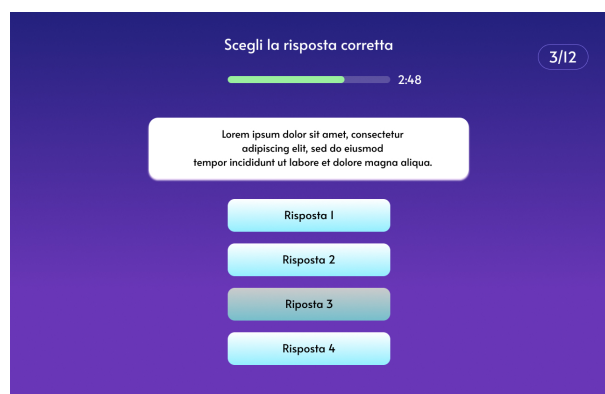 Scegli la risposta corretta
3/12
2:48
Lorem ipsum dolor sit amet, consectetur
adipiscing elit, sed do eiusmod
tempor incididunt ut labore et dolore magna aliqua.
Risposta 1
Risposta 2
Riposta 3
Risposta 4